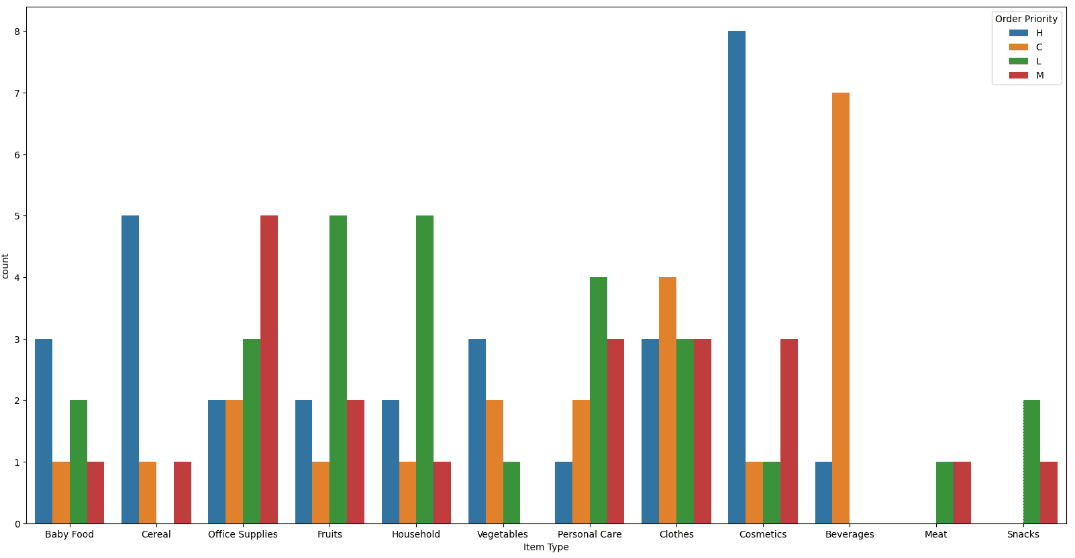 Order Priority
H
C
L
M
8
7
6
5
4
3
2
1
0
count
Baby Food Cereal Office Supplies Fruits Household Vegetables Personal Care Clothes Cosmetics Beverages Meat Snacks
Item Type